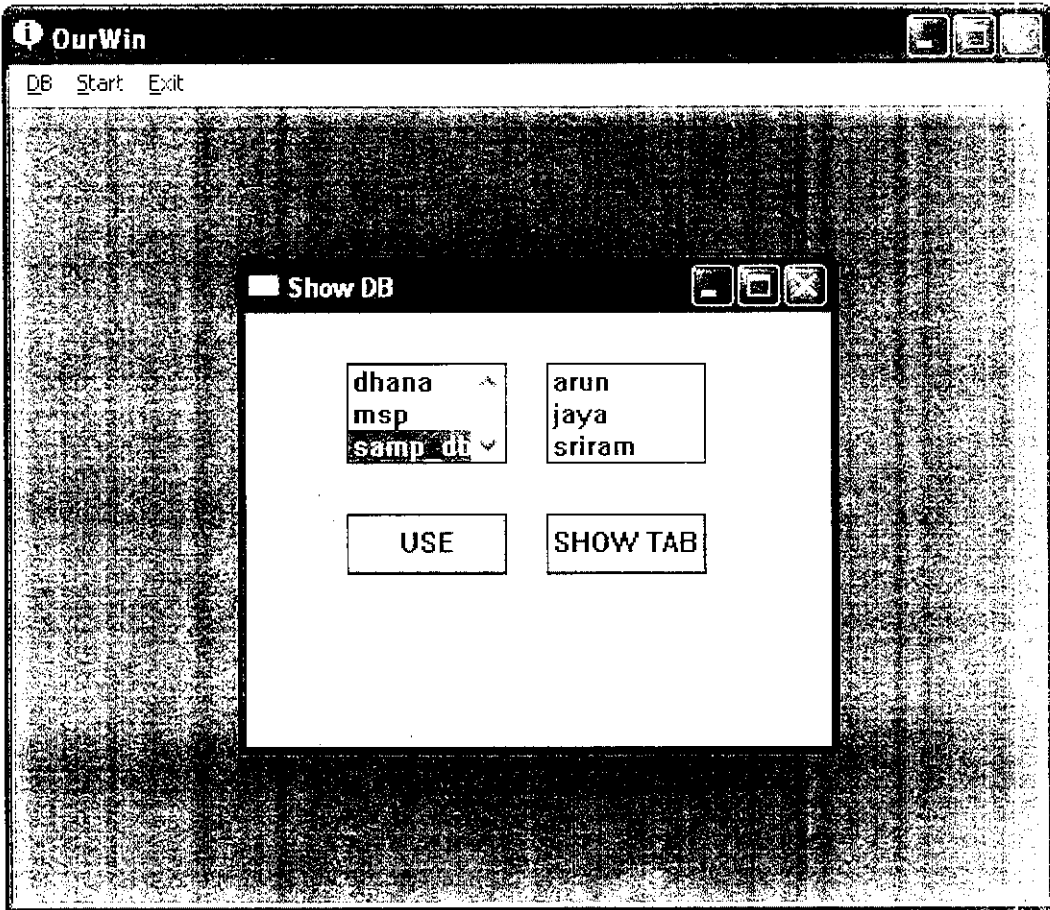 OurWin
DB Start Exit
Show DB
dhana
msp
samp_db
arun
jaya
sriram
USE
SHOW TAB